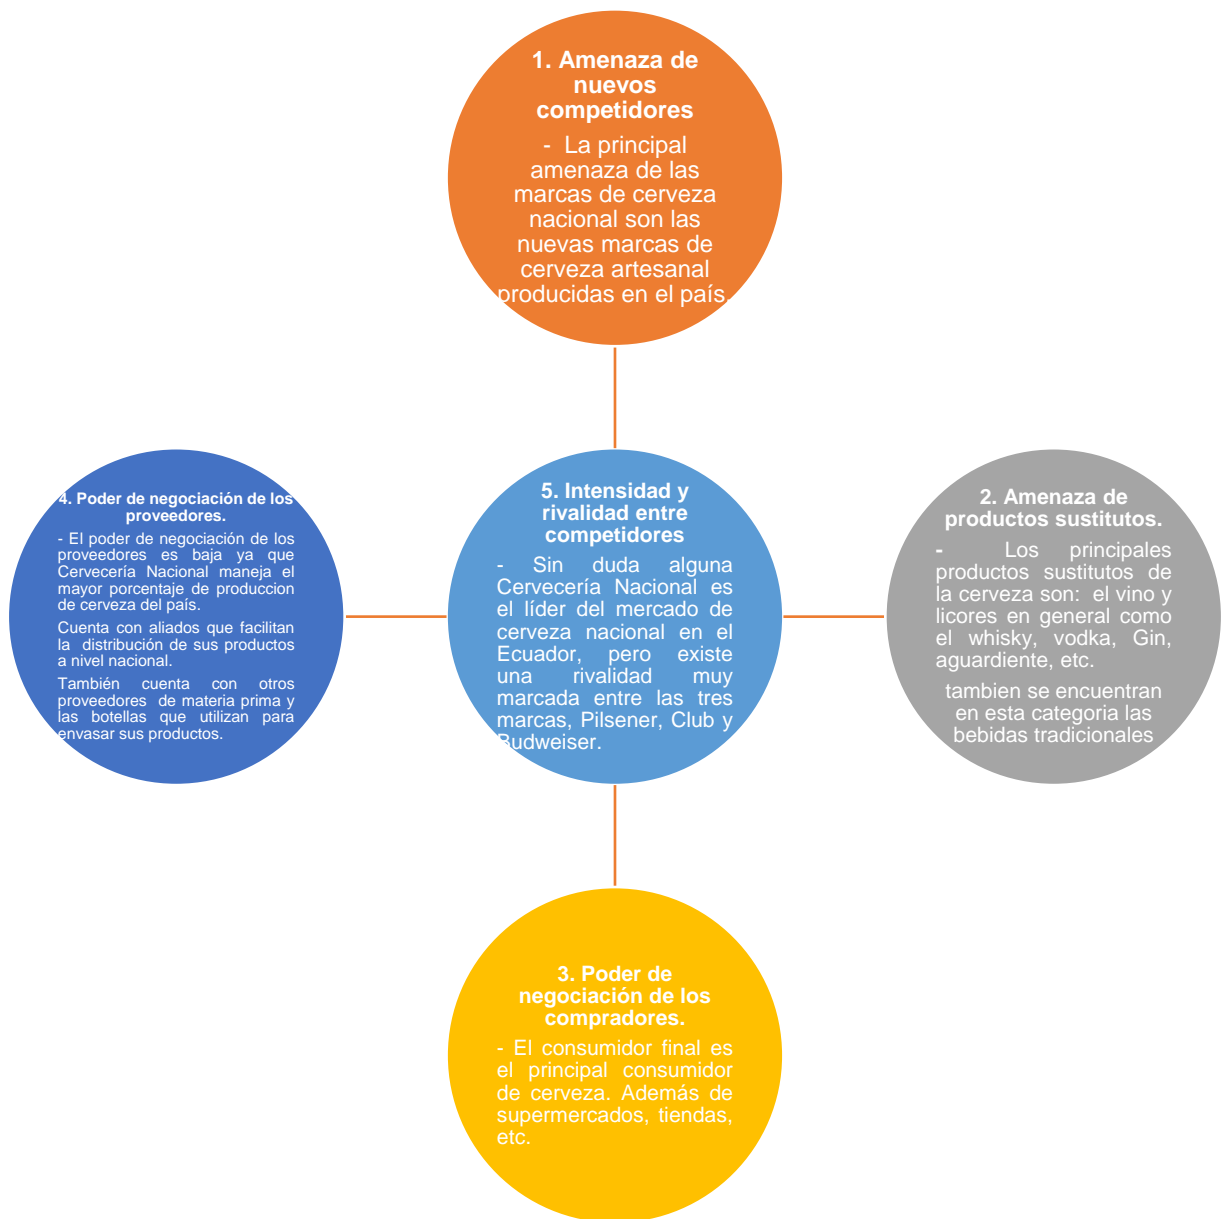 1. Amenaza de
nuevos
competidores
- La principal
amenaza de las
marcas de cerveza
nacional son las
nuevas marcas de
cerveza artesanal
producidas en el país.
4. Poder de negociación de los
proveedores.
- El poder de negociación de los
proveedores es baja ya que
Cervecería Nacional maneja el
mayor porcentaje de produccion
de cerveza del país.
Cuenta con aliados que facilitan
la distribución de sus productos
a nivel nacional.
También cuenta con otros
proveedores de materia prima y
las botellas que utilizan para
envasar sus productos.
5. Intensidad y
rivalidad entre
competidores
- Sin duda alguna
Cervecería Nacional es
el líder del mercado de
cerveza nacional en el
Ecuador, pero existe
una rivalidad muy
marcada entre las tres
marcas, Pilsener, Club y
Budweiser.
2. Amenaza de
productos sustitutos.
- Los principales
productos sustitutos de
la cerveza son: el vino y
licores en general como
el whisky, vodka, Gin,
aguardiente, etc.
tambien se encuentran
en esta categoria las
bebidas tradicionales
3. Poder de
negociación de los
compradores.
- El consumidor final es
el principal consumidor
de cerveza. Además de
supermercados, tiendas,
etc.